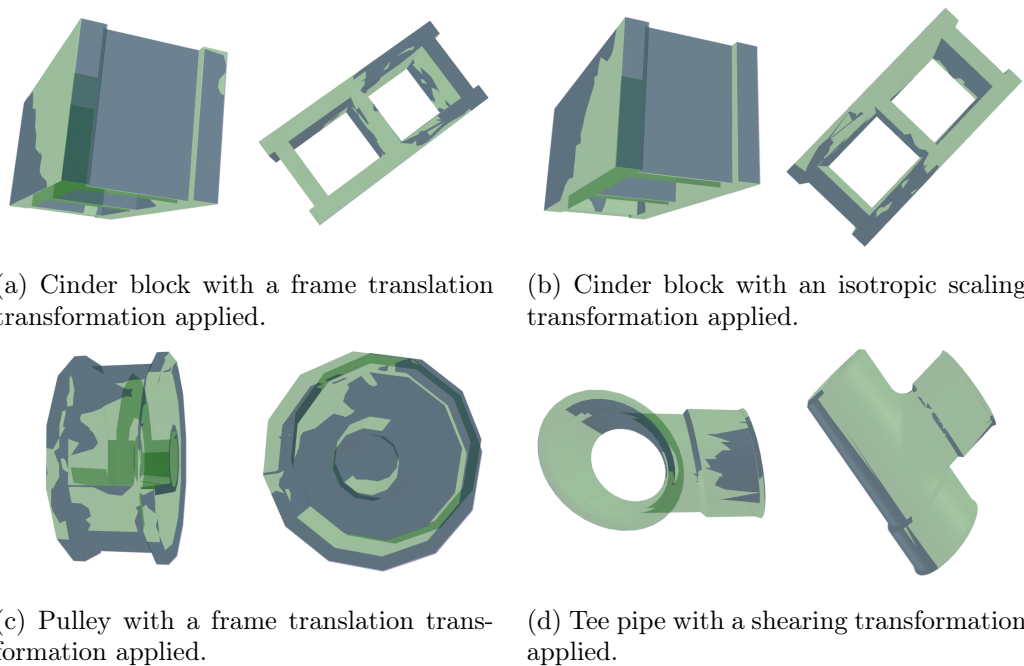 (a) Cinder block with a frame translation
transformation applied.
(b) Cinder block with an isotropic scaling
transformation applied.
(c) Pulley with a frame translation trans-
formation applied.
(d) Tee pipe with a shearing transformation
applied.